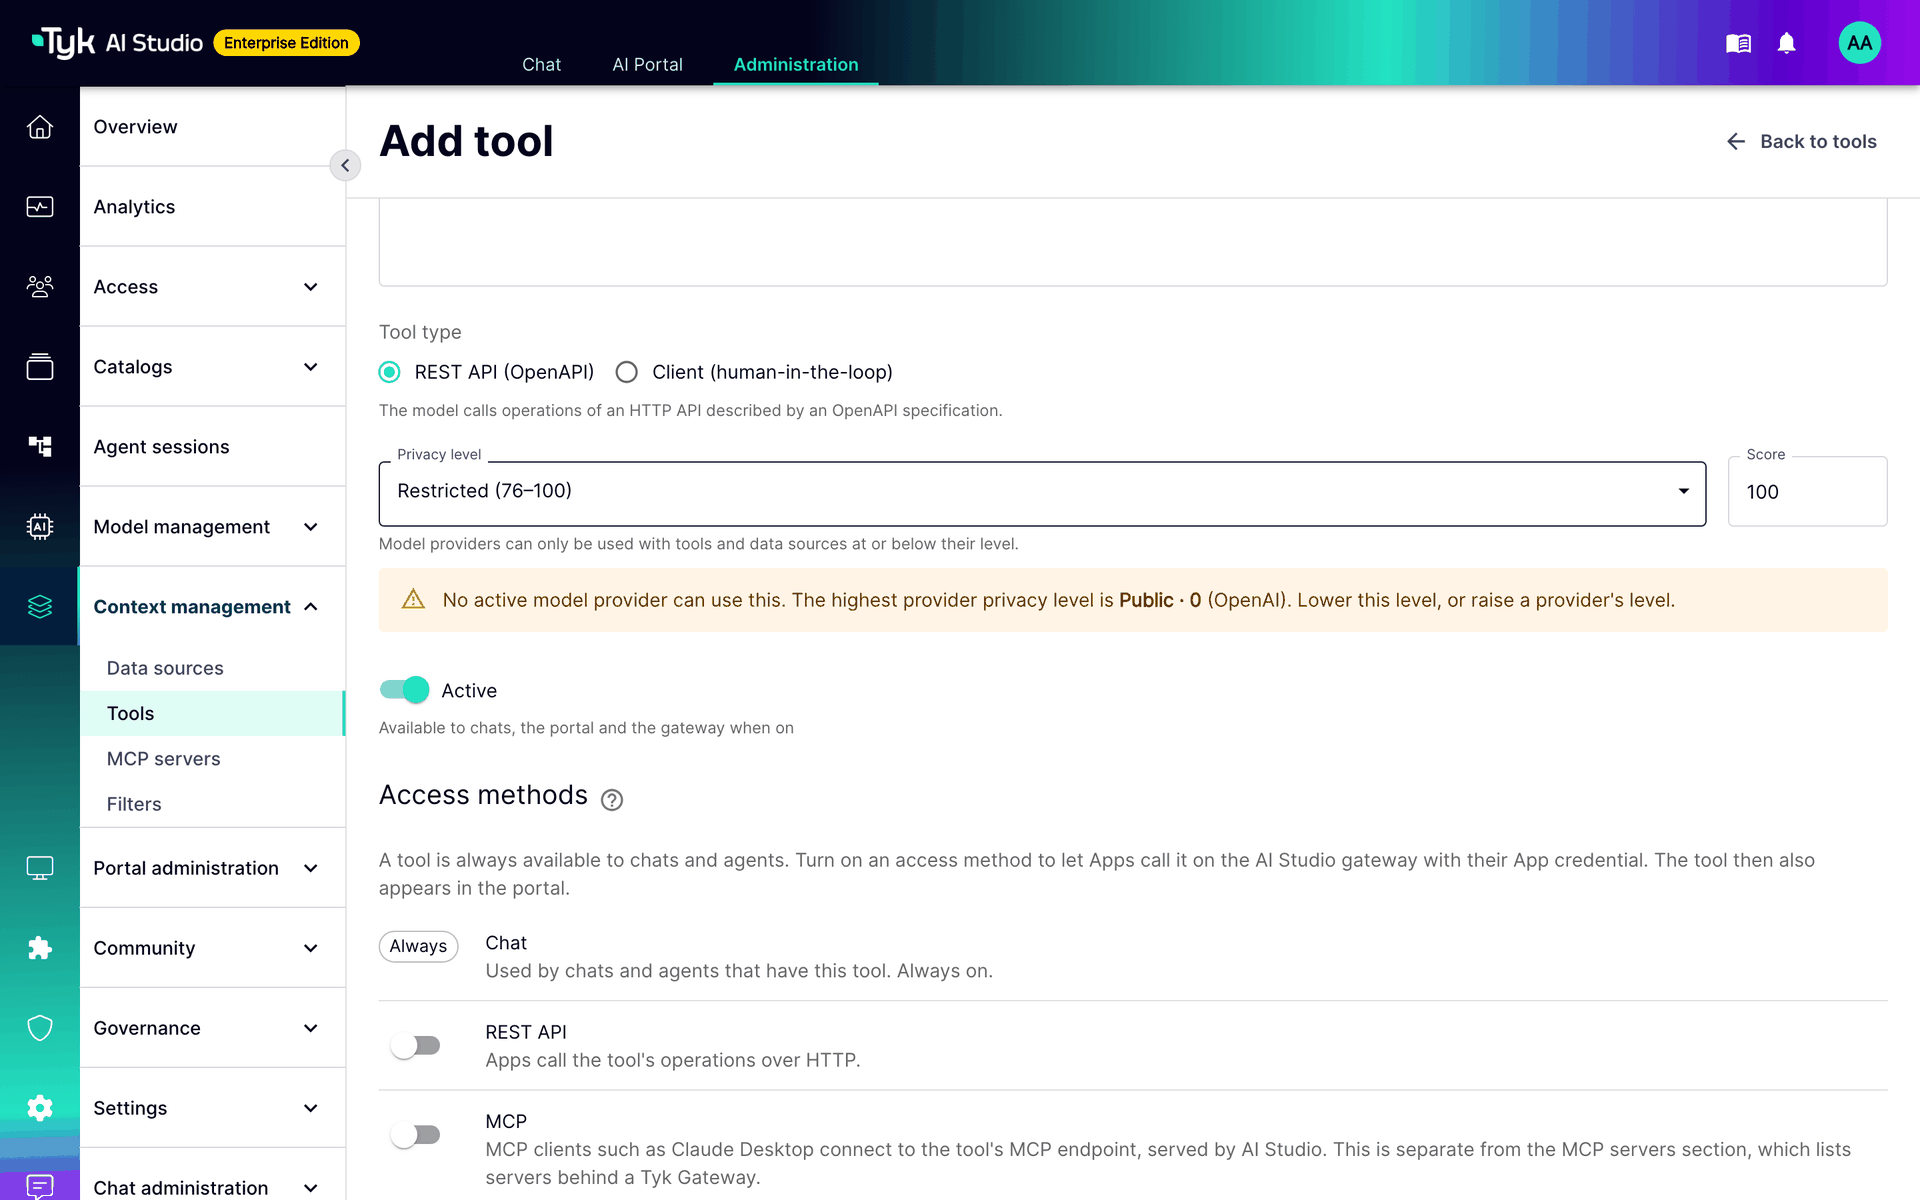 Tyk AI Studio Enterprise Edition
Chat
AI Portal
Administration
AA
Overview
Analytics
Access
Catalogs
Agent sessions
Model management
AI
Context management
Data sources
Tools
MCP servers
Filters
Portal administration
Community
Governance
Settings
Chat administration
Add tool
Back to tools
Tool type
REST API (OpenAPI)
Client (human-in-the-loop)
The model calls operations of an HTTP API described by an OpenAPI specification.
Privacy level
Restricted (76–100)
Score
100
Model providers can only be used with tools and data sources at or below their level.
No active model provider can use this. The highest provider privacy level is Public · 0 (OpenAI). Lower this level, or raise a provider's level.
Active
Available to chats, the portal and the gateway when on
Access methods ?
A tool is always available to chats and agents. Turn on an access method to let Apps call it on the AI Studio gateway with their App credential. The tool then also
appears in the portal.
Always
Chat
Used by chats and agents that have this tool. Always on.
REST API
Apps call the tool's operations over HTTP.
MCP
MCP clients such as Claude Desktop connect to the tool's MCP endpoint, served by AI Studio. This is separate from the MCP servers section, which lists
servers behind a Tyk Gateway.